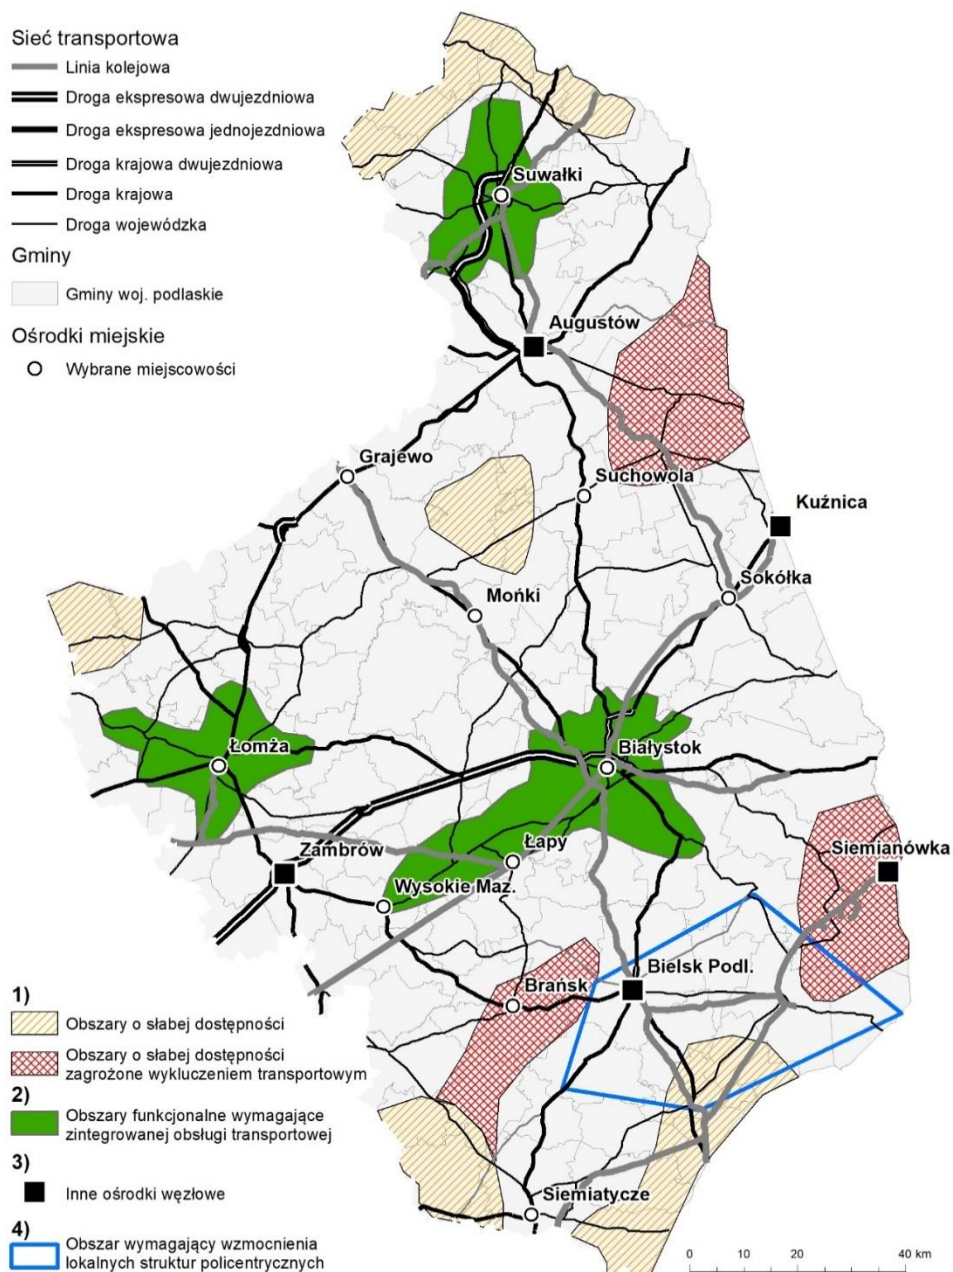 Sieć transportowa
Linia kolejowa
Droga ekspresowa dwujezdniowa
Droga ekspresowa jednojezdniowa
Droga krajowa dwujezdniowa
Droga krajowa
Droga wojewódzka
Gminy
Gminy woj. podlaskie
Ośrodki miejskie
Wybrane miejscowości
Suwałki
Augustów
Grajewo
Suchowola
Kuźnica
Sokółka
Mońki
Łomża
Białystok
Zambrów
Łapy
Siemianówka
Wysokie Maz.
Bielsk Podl.
Brańsk
Siemiatycze
1)
Obszary o słabej dostępności
Obszary o słabej dostępności
zagrożone wykluczeniem transportowym
2)
Obszary funkcjonalne wymagające
zintegrowanej obsługi transportowej
3)
Inne ośrodki węzłowe
4)
Obszar wymagający wzmocnienia
lokalnych struktur policentrycznych
0 10 20 40 km